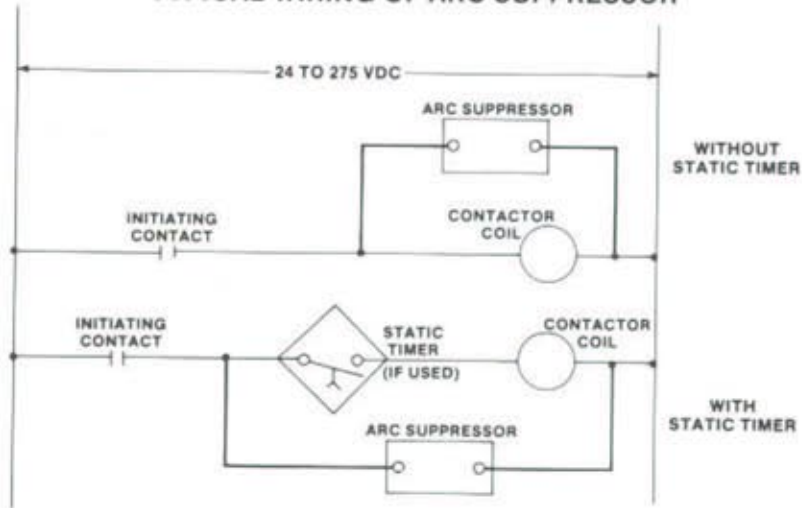 24 TO 275 VDC
ARC SUPPRESSOR
WITHOUT
STATIC TIMER
INITIATING
CONTACT
CONTACTOR
COIL
INITIATING
CONTACT
STATIC
TIMER
(IF USED)
CONTACTOR
COIL
ARC SUPPRESSOR
WITH
STATIC TIMER